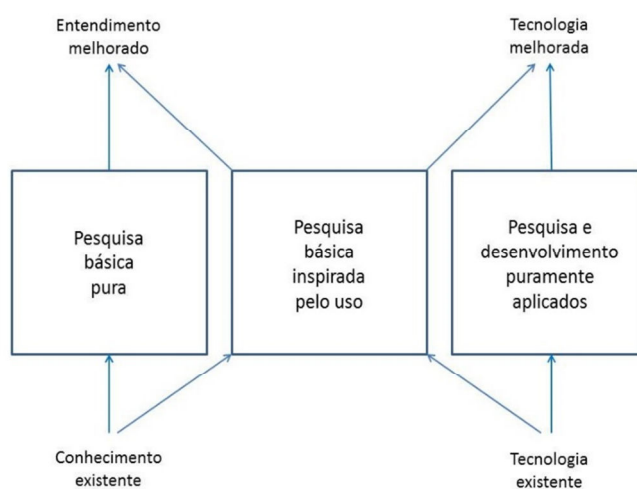 Entendimento
melhorado
Tecnologia
melhorada
Pesquisa
básica
pura
Pesquisa
básica
inspirada
pelo uso
Pesquisa e
desenvolvimento
puramente
aplicados
Conhecimento
existente
Tecnologia
existente